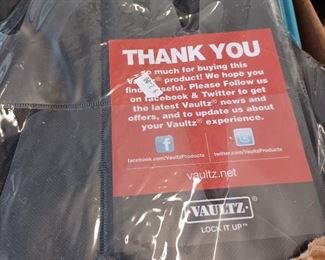 THANK YOU
so much for buying this
product! We hope you
find useful. Please Follow us
on facebook & Twitter to get
the latest Vaultz® news and
offers, and to update us about
your Vaultz® experience.
f
facebook.com/VaultzProducts
twitter.com/VaultzProducts
vaultz.net
VAULTZ®
LOCK IT UP™